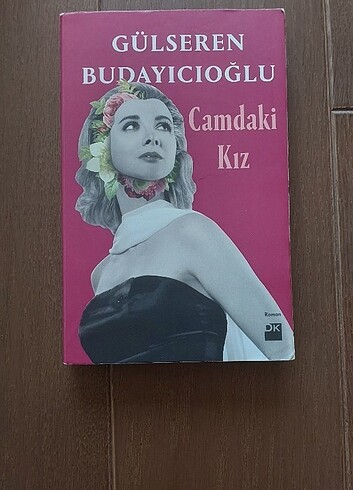 GÜLSEREN
BUDAYICIOĞLU
Camdaki
Kız
Roman
DK